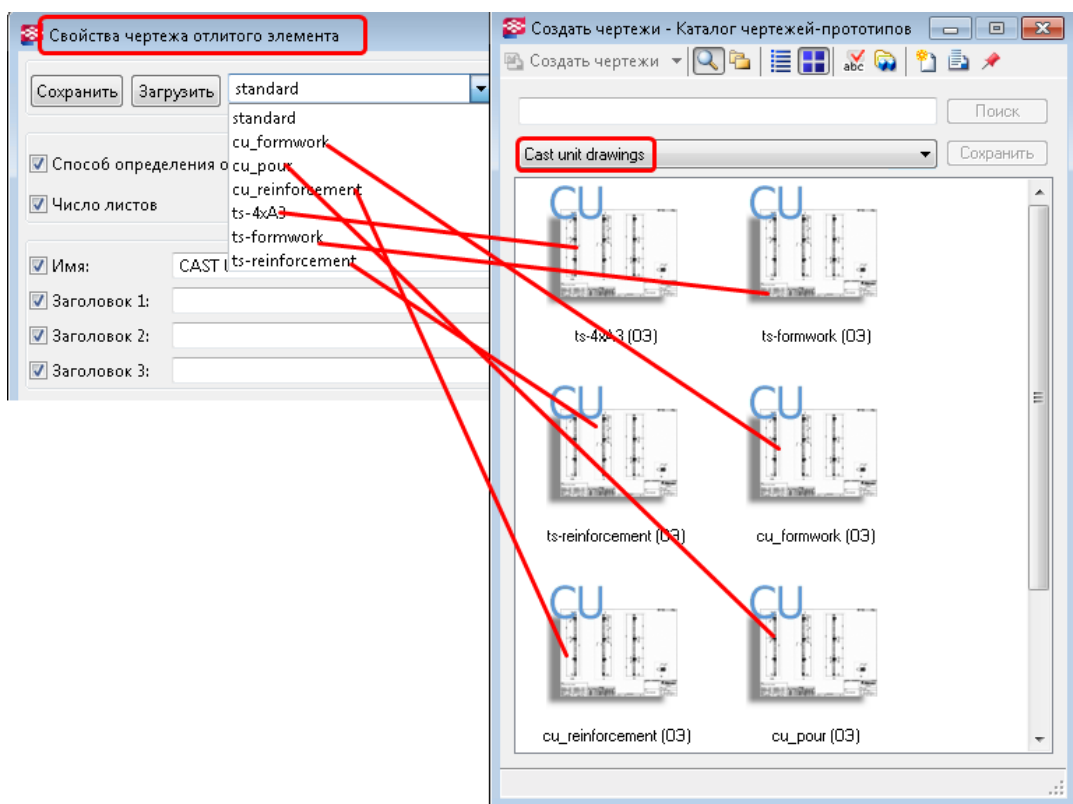 Свойства чертежа отлитого элемента
Сохранить
Загрузить
standard
standard
cu_formwork
cu_pour
cu_reinforcement
ts-4xA3
ts-formwork
ts-reinforcement
Способ определения о
Число листов
Имя:
CAST U
Заголовок 1:
Заголовок 2:
Заголовок 3:
Создать чертежи - Каталог чертежей-прототипов
Создать чертежи
abc
Поиск
Cast unit drawings
Сохранить
CU
CU
ts-4xA3 (ОЭ)
ts-formwork (ОЭ)
CU
CU
ts-reinforcement (ОЭ)
cu_formwork (ОЭ)
CU
CU
cu_reinforcement (ОЭ)
cu_pour (ОЭ)